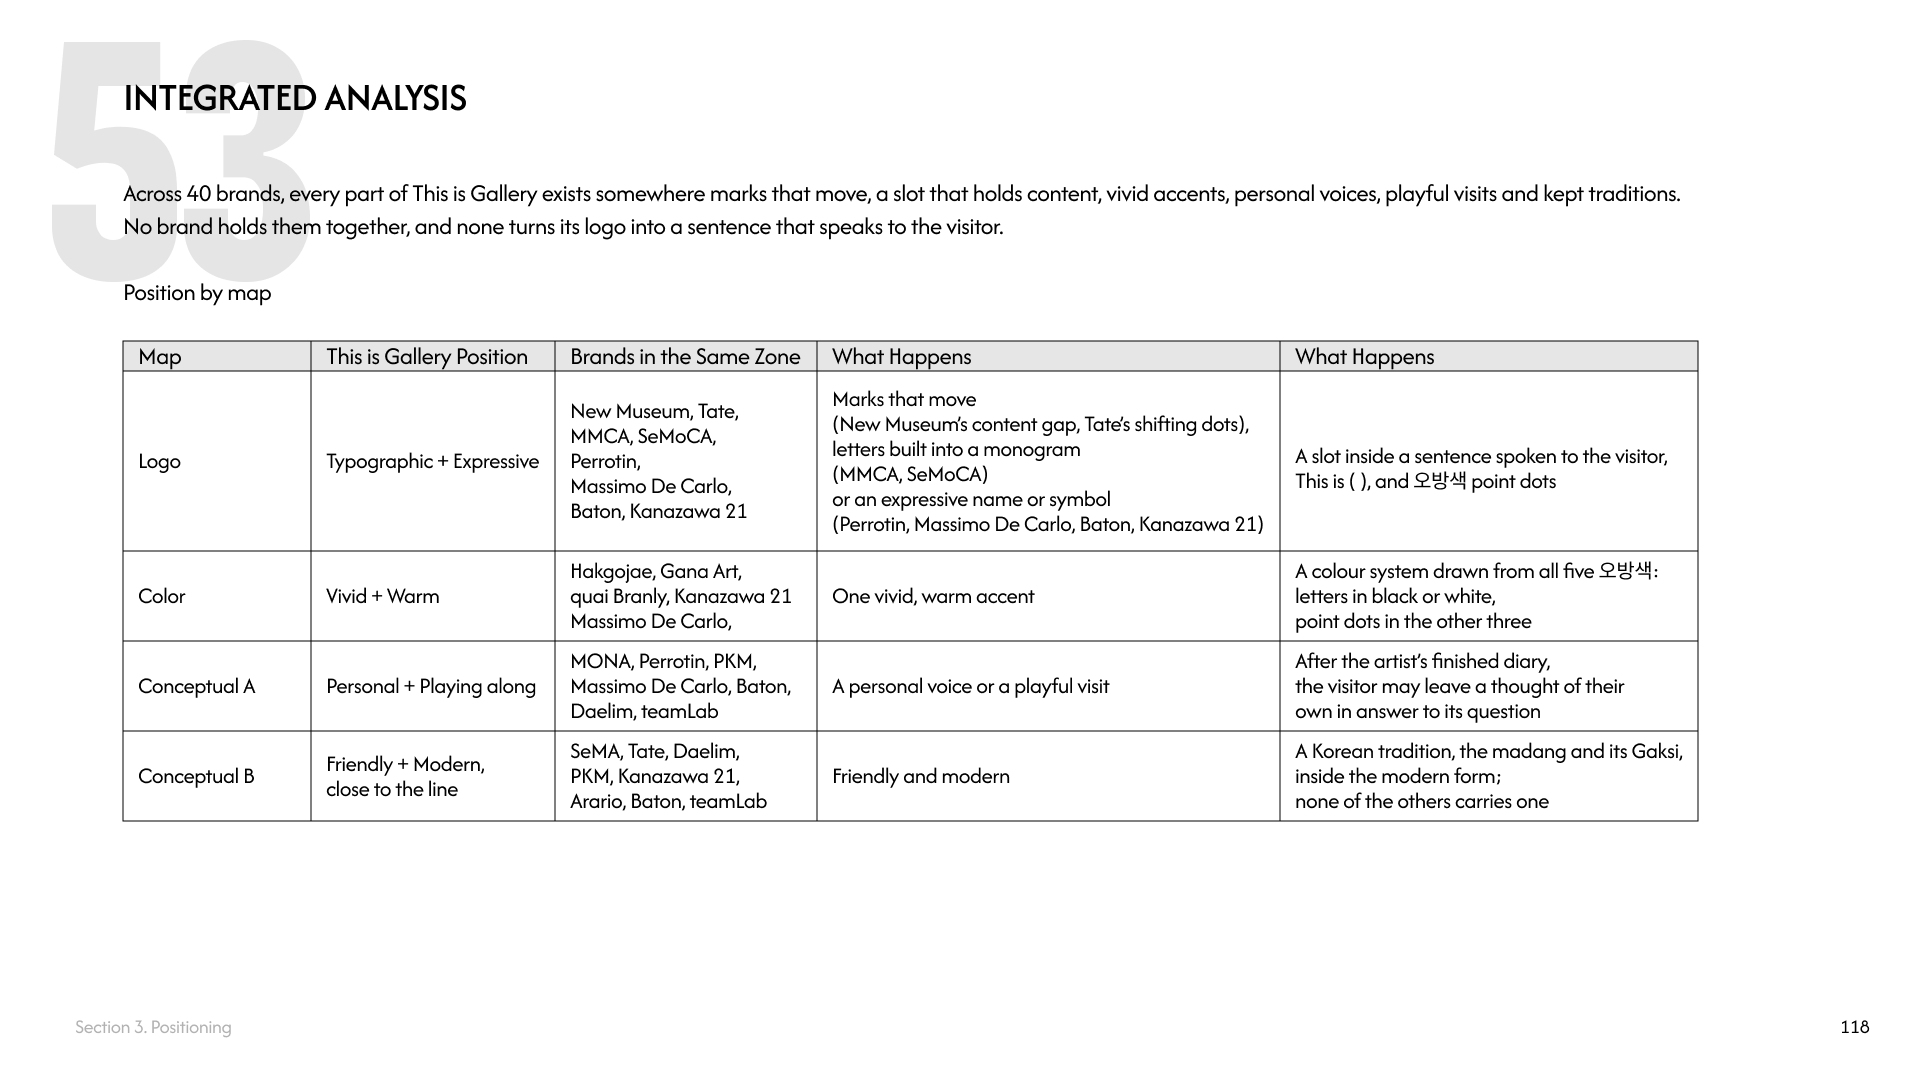 53
INTEGRATED ANALYSIS
Across 40 brands, every part of This is Gallery exists somewhere marks that move, a slot that holds content, vivid accents, personal voices, playful visits and kept traditions.
No brand holds them together, and none turns its logo into a sentence that speaks to the visitor.
Position by map
Map
This is Gallery Position
Brands in the Same Zone
What Happens
What Happens
Logo
Typographic + Expressive
New Museum, Tate,
MMCA, SeMoCA,
Perrotin,
Massimo De Carlo,
Baton, Kanazawa 21
Marks that move
(New Museum’s content gap, Tate’s shifting dots),
letters built into a monogram
(MMCA, SeMoCA)
or an expressive name or symbol
(Perrotin, Massimo De Carlo, Baton, Kanazawa 21)
A slot inside a sentence spoken to the visitor,
This is ( ), and 오방색 point dots
Color
Vivid + Warm
Hakgojae, Gana Art,
quai Branly, Kanazawa 21
Massimo De Carlo,
One vivid, warm accent
A colour system drawn from all five 오방색:
letters in black or white,
point dots in the other three
Conceptual A
Personal + Playing along
MONA, Perrotin, PKM,
Massimo De Carlo, Baton,
Daelim, teamLab
A personal voice or a playful visit
After the artist’s finished diary,
the visitor may leave a thought of their
own in answer to its question
Conceptual B
Friendly + Modern,
close to the line
SeMA, Tate, Daelim,
PKM, Kanazawa 21,
Arario, Baton, teamLab
Friendly and modern
A Korean tradition, the madang and its Gaksi,
inside the modern form;
none of the others carries one
Section 3. Positioning
118